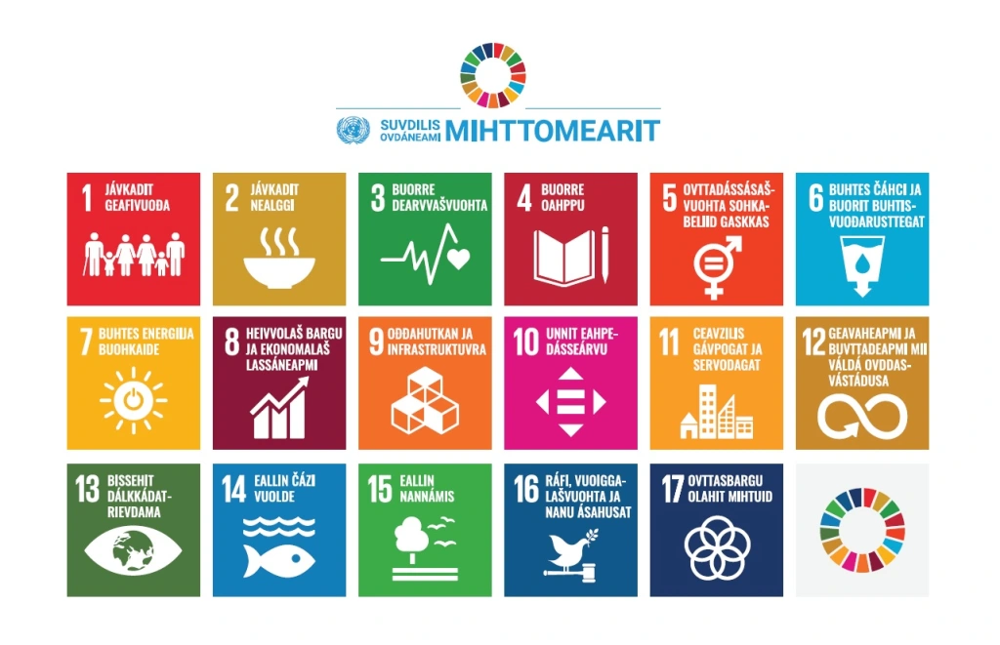 SUVDILIS
OVDÁNEAMI
MIHTTOMEARIT
1
JÁVKADIT
GEAFIVUOĐA
2
JÁVKADIT
NEALGGI
3
BUORRE
DEARVVAŠVUOHTA
4
BUORRE
OAHPPU
5
OVTTADÁSSÁSAŠ-
VUOHTA SOHKA-
BELIID GASKKAS
6
BUHTES ČÁHCI JA
BUORIT BUHTIS-
VUOĐARUSTTEGAT
7
BUHTES ENERGIIJA
BUOHKAIDE
8
HEIVVOLAŠ BARGU
JA EKONOMALAŠ
LASSÁNEAPMI
9
OĐĐAHUTKAN JA
INFRASTRUKTUVRA
10
UNNIT EAHPE-
DÁSSEÁRVU
11
CEAVZILIS
GÁVPOGAT JA
SERVODAGAT
12
GEAVAHEAPMI JA
BUVTTADEAPMI MII
VÁLDÁ OVDDAS-
VÁSTÁDUSA
13
BISSEHIT
DÁLKKÁDAT-
RIEVDAMA
14
EALLIN ČÁZI
VUOLDE
15
EALLIN
NANNÁMIS
16
RÁFI, VUOIGGA-
LAŠVUOHTA JA
NANU ÁSAHUSAT
17
OVTTASBARGU
OLAHIT MIHTUID